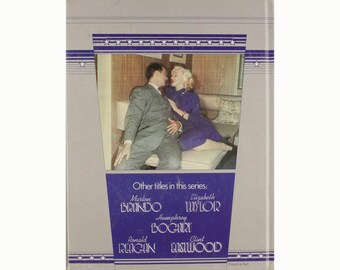 Other titles in this series:
Marlon Elizabeth
BRANDO TAYLOR
Humphrey
BOGART
Ronald Clint
REAGAN EASTWOOD